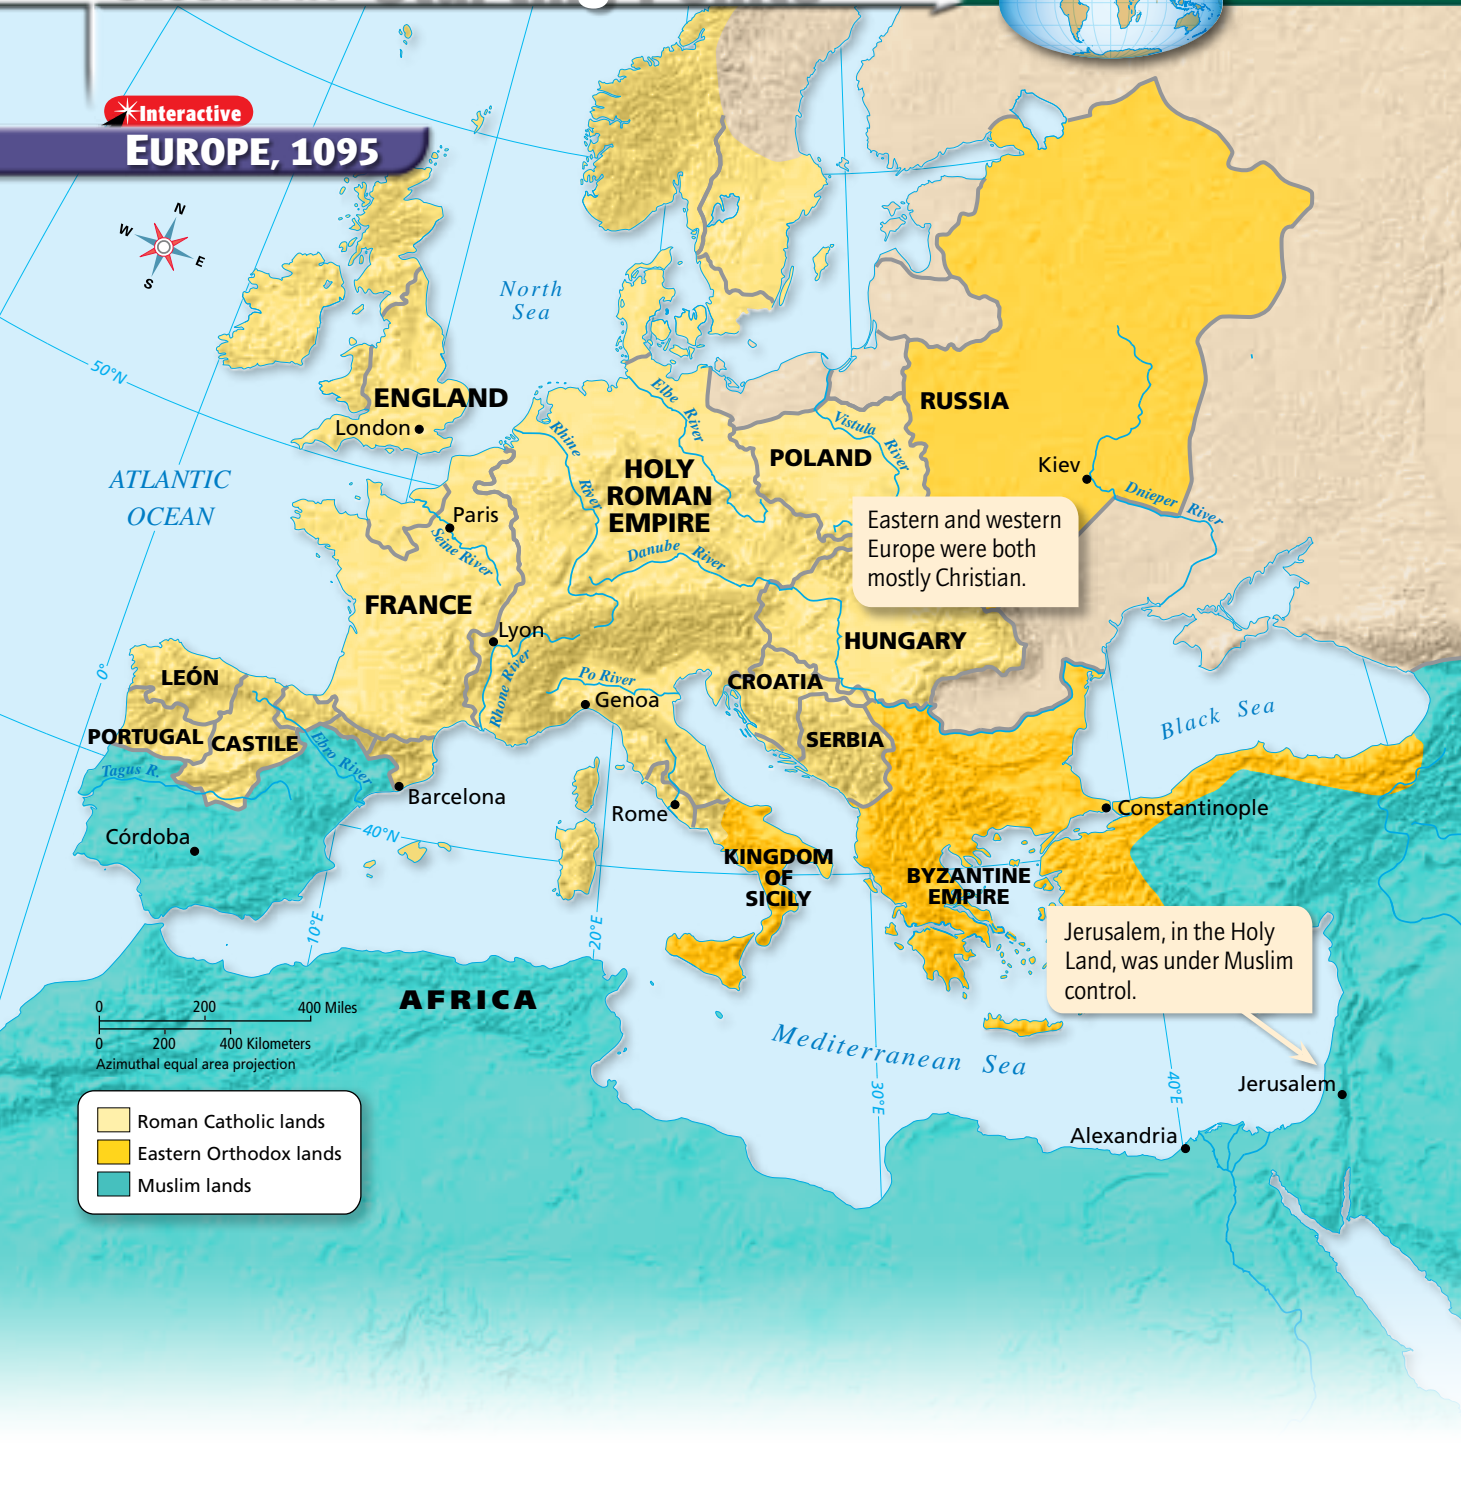 Interactive
EUROPE, 1095
N
W
E
S
North
Sea
50°N
ENGLAND
London
ATLANTIC
OCEAN
Elbe River
Rhine River
HOLY
ROMAN
EMPIRE
POLAND
Vistula River
RUSSIA
Kiev
Dnieper River
Eastern and western
Europe were both
mostly Christian.
Paris
Seine River
Danube River
FRANCE
Lyon
Rhone River
HUNGARY
0°
LEÓN
PORTUGAL
CASTILE
Ebro River
Tagus R.
Po River
Genoa
CROATIA
SERBIA
Black Sea
Barcelona
Rome
Constantinople
Córdoba
40°N
KINGDOM
OF
SICILY
BYZANTINE
EMPIRE
10°E
20°E
Jerusalem, in the Holy
Land, was under Muslim
control.
AFRICA
0 200 400 Miles
0 200 400 Kilometers
Azimuthal equal area projection
Mediterranean Sea
30°E
40°E
Jerusalem
Alexandria
Roman Catholic lands
Eastern Orthodox lands
Muslim lands